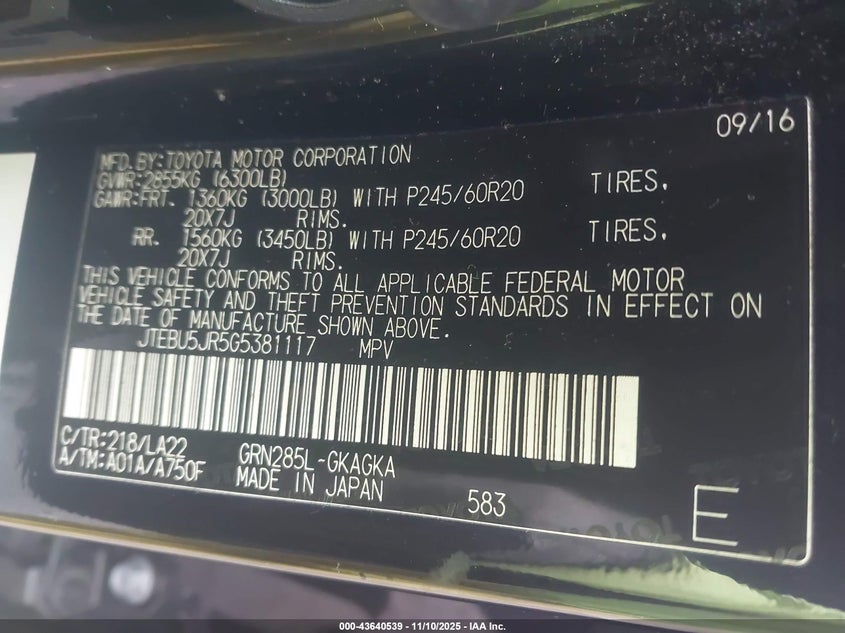 09/16
MFD.BY:TOYOTA MOTOR CORPORATION
GVWR:2855KG (6300LB)
GAWR:FRT. 1360KG (3000LB) WITH P245/60R20 TIRES,
20X7J RIMS.
RR. 1560KG (3450LB) WITH P245/60R20 TIRES,
20X7J RIMS.
THIS VEHICLE CONFORMS TO ALL APPLICABLE FEDERAL MOTOR
VEHICLE SAFETY AND THEFT PREVENTION STANDARDS IN EFFECT ON
THE DATE OF MANUFACTURE SHOWN ABOVE.
JTEBU5JR5G5381117 MPV
C/TR:218/LA22
A/TM:A01A/A750F
GRN285L-GKAGKA
MADE IN JAPAN
583
E
000-43640539 - 11/10/2025 - IAA Inc.